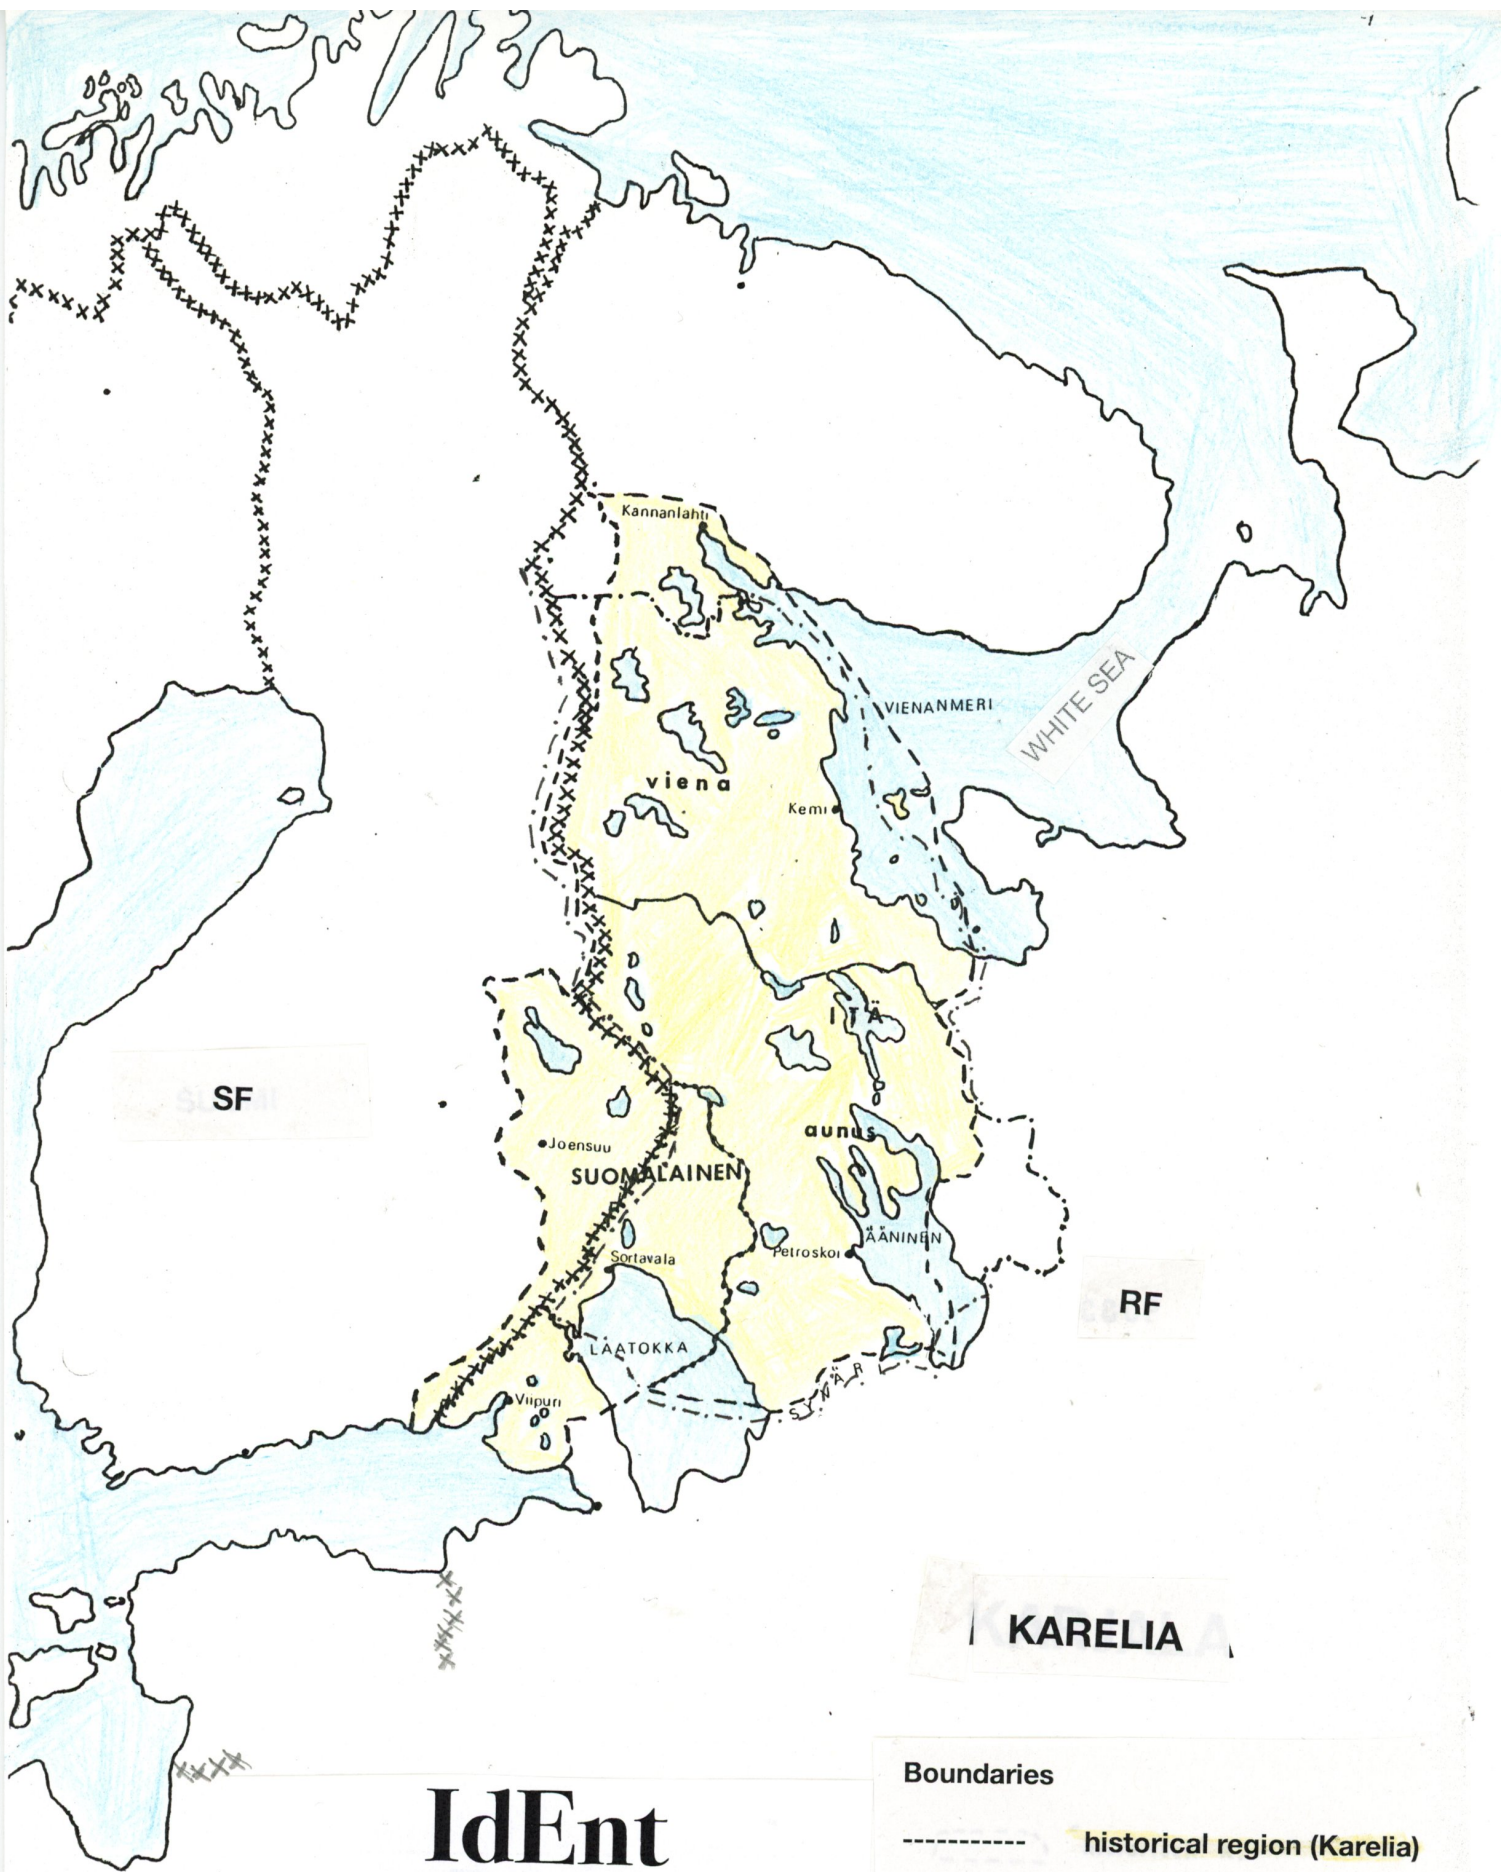 Kannanlahti
VIENANMERI
WHITE SEA
viena
Kemi
ITÄ
SF
aunus
Joensuu
SUOMALAINEN
ÄÄNINEN
Petroskoi
Sortavala
RF
LAATOKKA
SYVÄRI
Viipuri
KARELIA
Boundaries
IdEnt
historical region (Karelia)